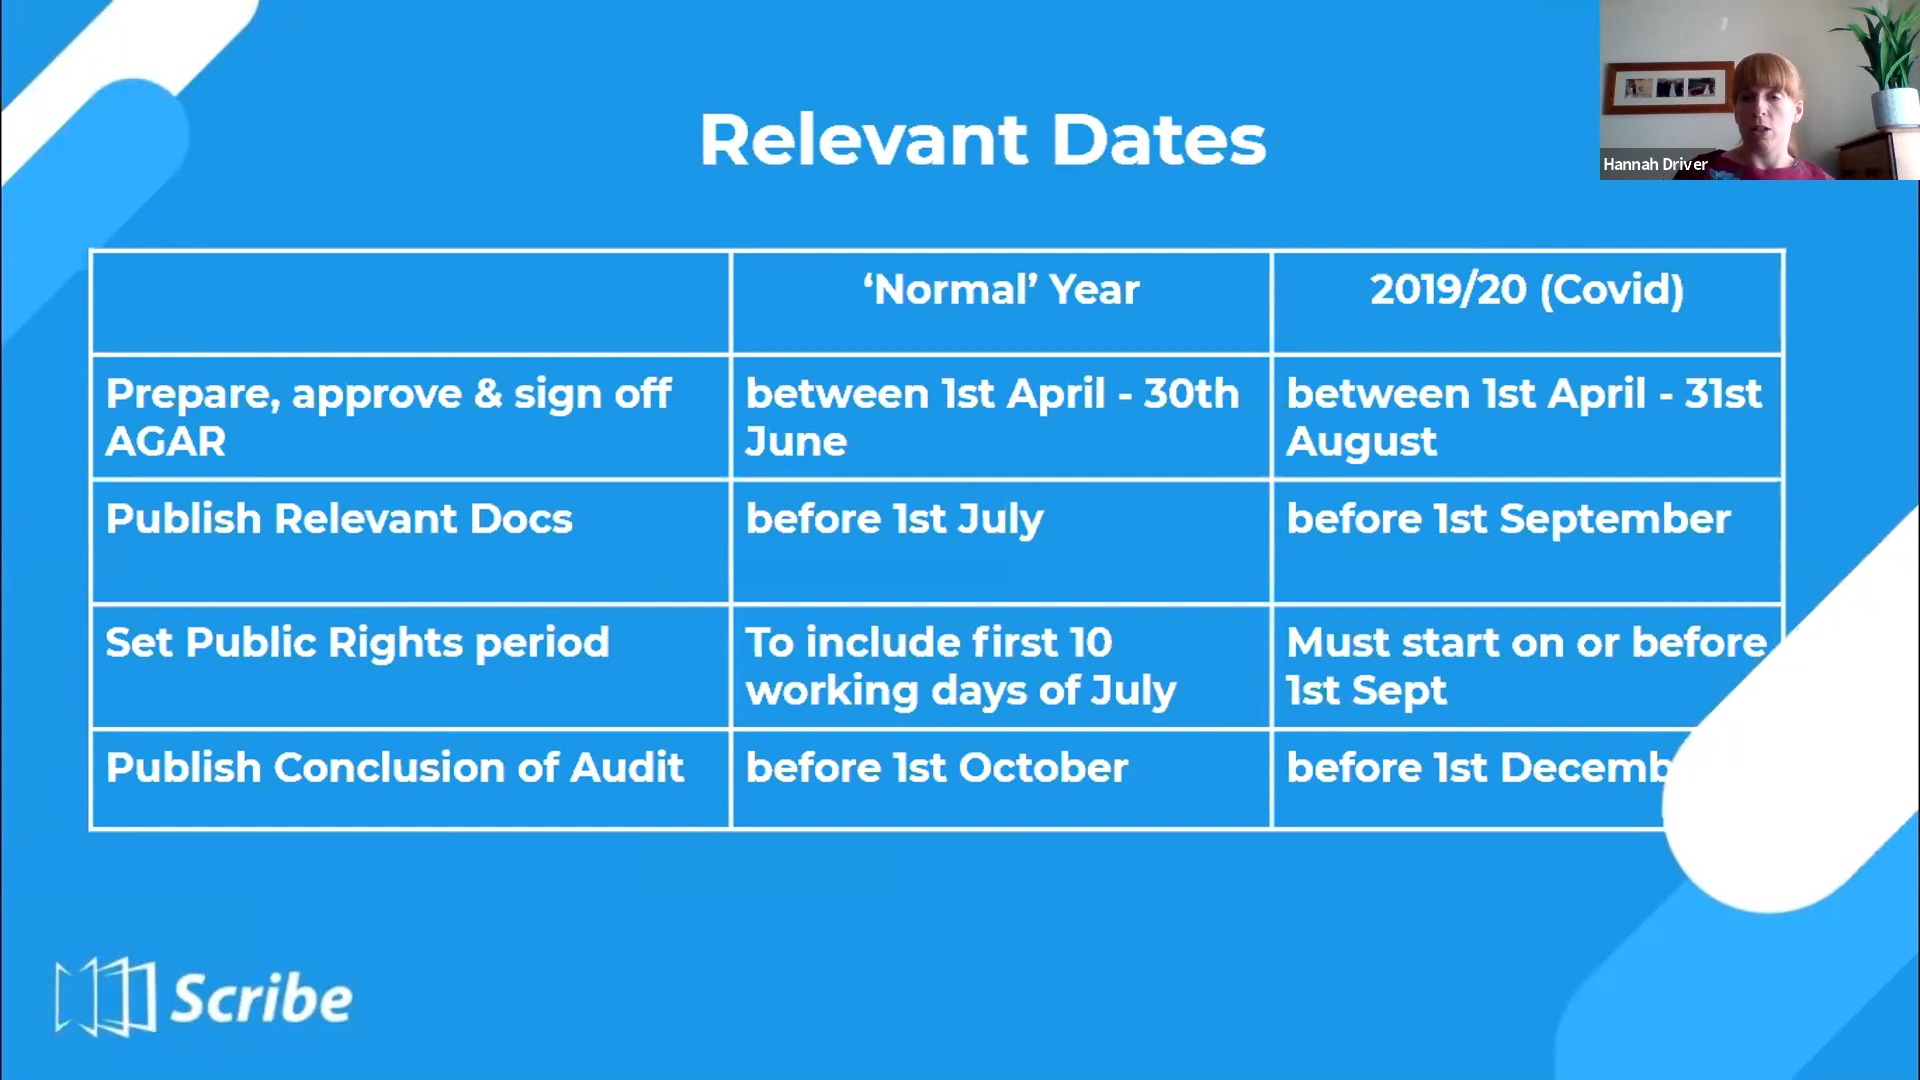 Relevant Dates
Hannah Driver
‘Normal’ Year
2019/20 (Covid)
Prepare, approve & sign off
AGAR
between 1st April - 30th
June
between 1st April - 31st
August
Publish Relevant Docs
before 1st July
before 1st September
Set Public Rights period
To include first 10
working days of July
Must start on or before
1st Sept
Publish Conclusion of Audit
before 1st October
before 1st Decemb
Scribe